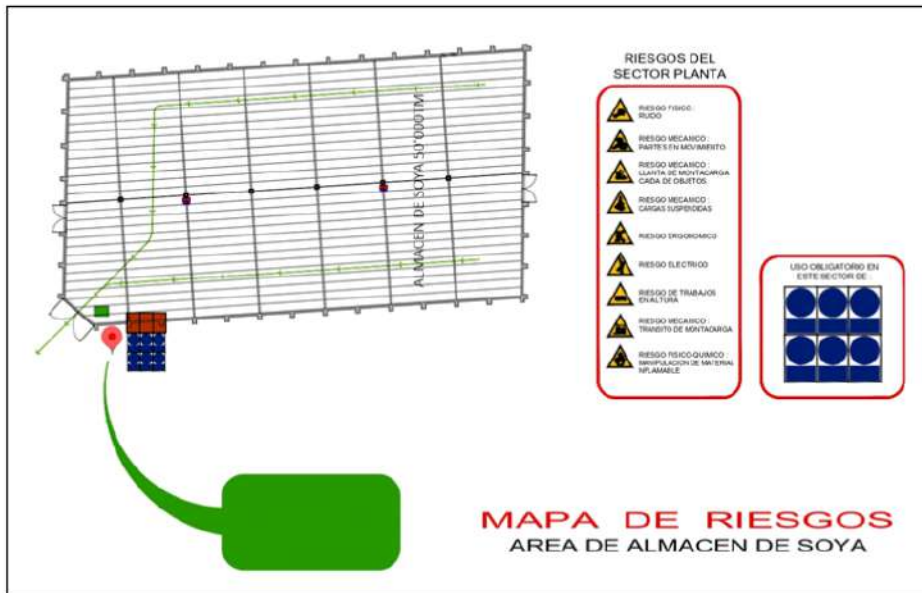 RIESGOS DEL
SECTOR PLANTA
RIESGO FISICO :
RUIDO
RIESGO MECANICO :
PARTES EN MOVIMIENTO
RIESGO MECANICO :
LLANTA DE MONTACARGA
CAIDA DE OBJETOS.
RIESGO MECANICO :
CARGAS SUSPENDIDAS
RIESGO ERGONOMICO
RIESGO ELECTRICO
RIESGO DE TRABAJOS
EN ALTURA
RIESGO MECANICO :
TRANSITO DE MONTACARGA
RIESGO FISICO-QUIMICO :
MANIPULACION DE MATERIAL
INFLAMABLE
USO OBLIGATORIO EN
ESTE SECTOR DE :
ALMACEN DE SOYA 50'000TM
MAPA DE RIESGOS
AREA DE ALMACEN DE SOYA